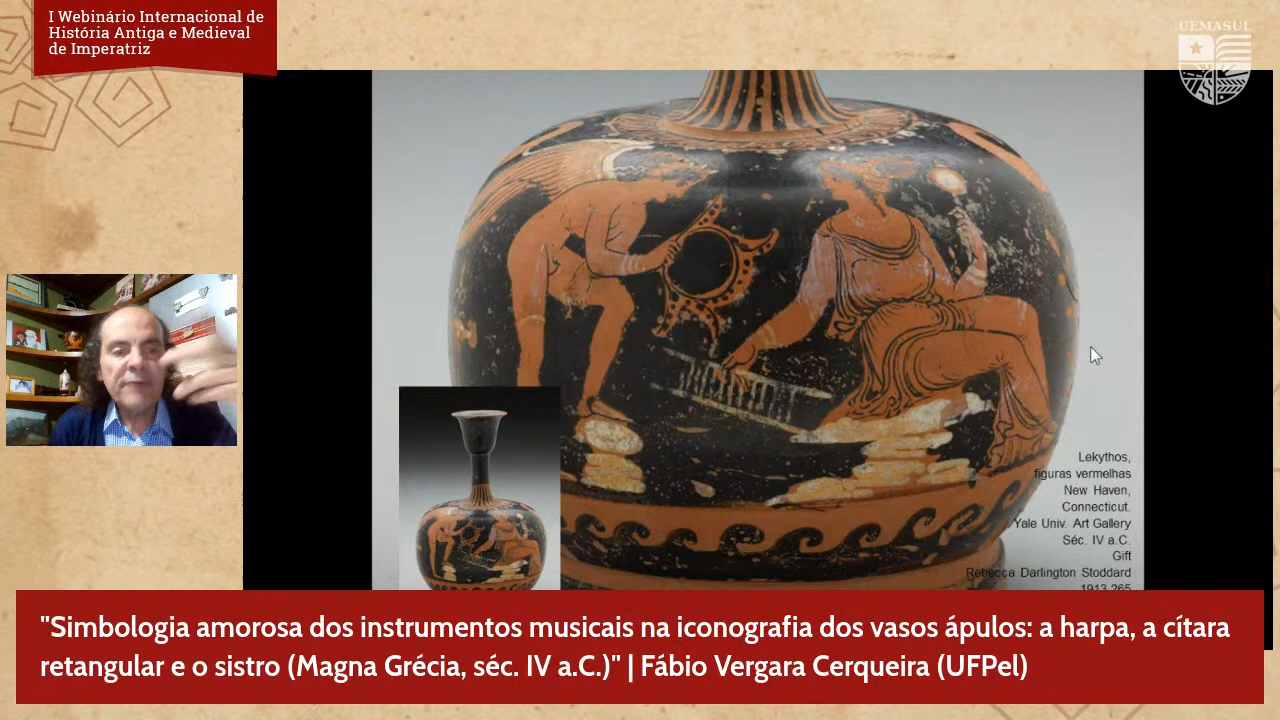 I Webinário Internacional de
História Antiga e Medieval
de Imperatriz
UEMASUL
Lekythos,
figuras vermelhas
New Haven,
Connecticut.
Yale Univ. Art Gallery
Séc. IV a.C.
Gift
Rebecca Darlington Stoddard
1913.265
"Simbologia amorosa dos instrumentos musicais na iconografia dos vasos ápulos: a harpa, a cítara
retangular e o sistro (Magna Grécia, séc. IV a.C.)" | Fábio Vergara Cerqueira (UFPel)